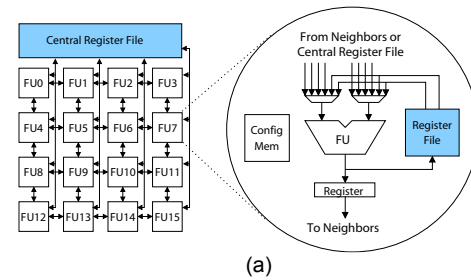 Central Register File
FU0 FU1 FU2 FU3
FU4 FU5 FU6 FU7
FU8 FU9 FU10 FU11
FU12 FU13 FU14 FU15
From Neighbors or
Central Register File
Config
Mem
FU
Register
File
Register
To Neighbors
(a)